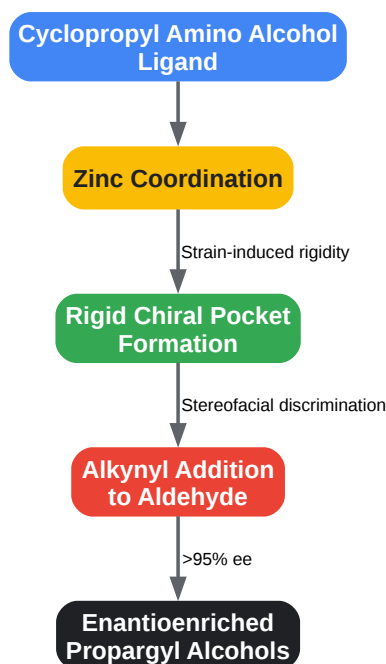 Cyclopropyl Amino Alcohol
Ligand
Zinc Coordination
Strain-induced rigidity
Rigid Chiral Pocket
Formation
Stereofacial discrimination
Alkynyl Addition
to Aldehyde
>95% ee
Enantioenriched
Propargyl Alcohols